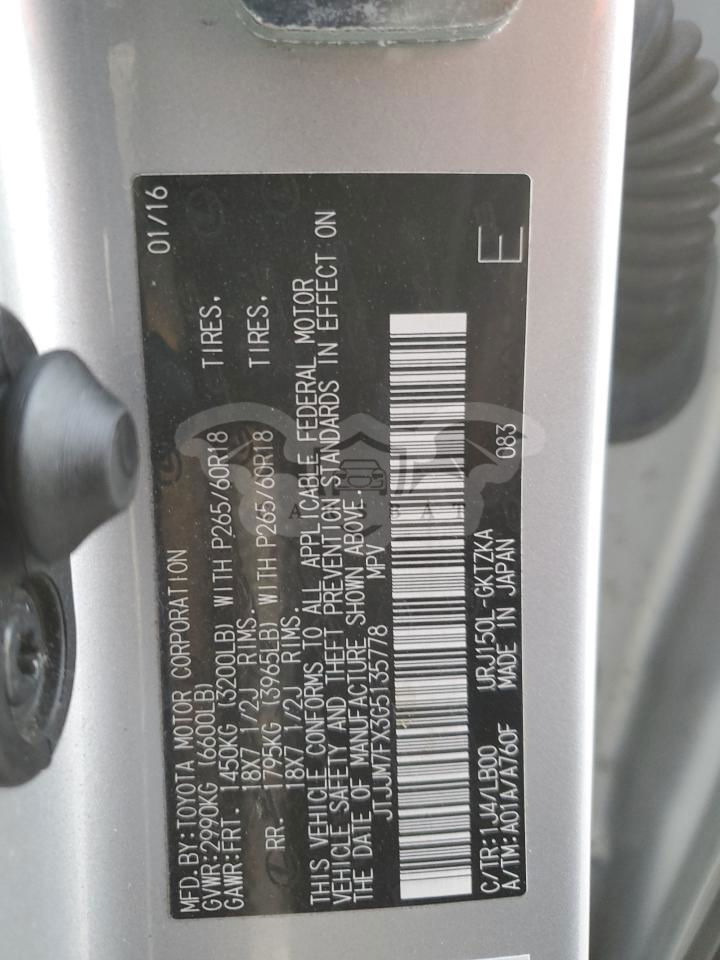 MFD.BY:TOYOTA MOTOR CORPORATION 01/16
GVWR:2990KG (6600LB)
GAWR:FRT. 1450KG (3200LB) WITH P265/60R18 TIRES,
18X7 1/2J RIMS.
RR. 1795KG (3965LB) WITH P265/60R18 TIRES,
18X7 1/2J RIMS.
THIS VEHICLE CONFORMS TO ALL APPLICABLE FEDERAL MOTOR
VEHICLE SAFETY AND THEFT PREVENTION STANDARDS IN EFFECT ON
THE DATE OF MANUFACTURE SHOWN ABOVE.
JTJJM7FX3G5135778 MPV
C/TR:1J4/LB00 URJ150L-GKTZKA
A/TM:A01A/A760F MADE IN JAPAN 083 E